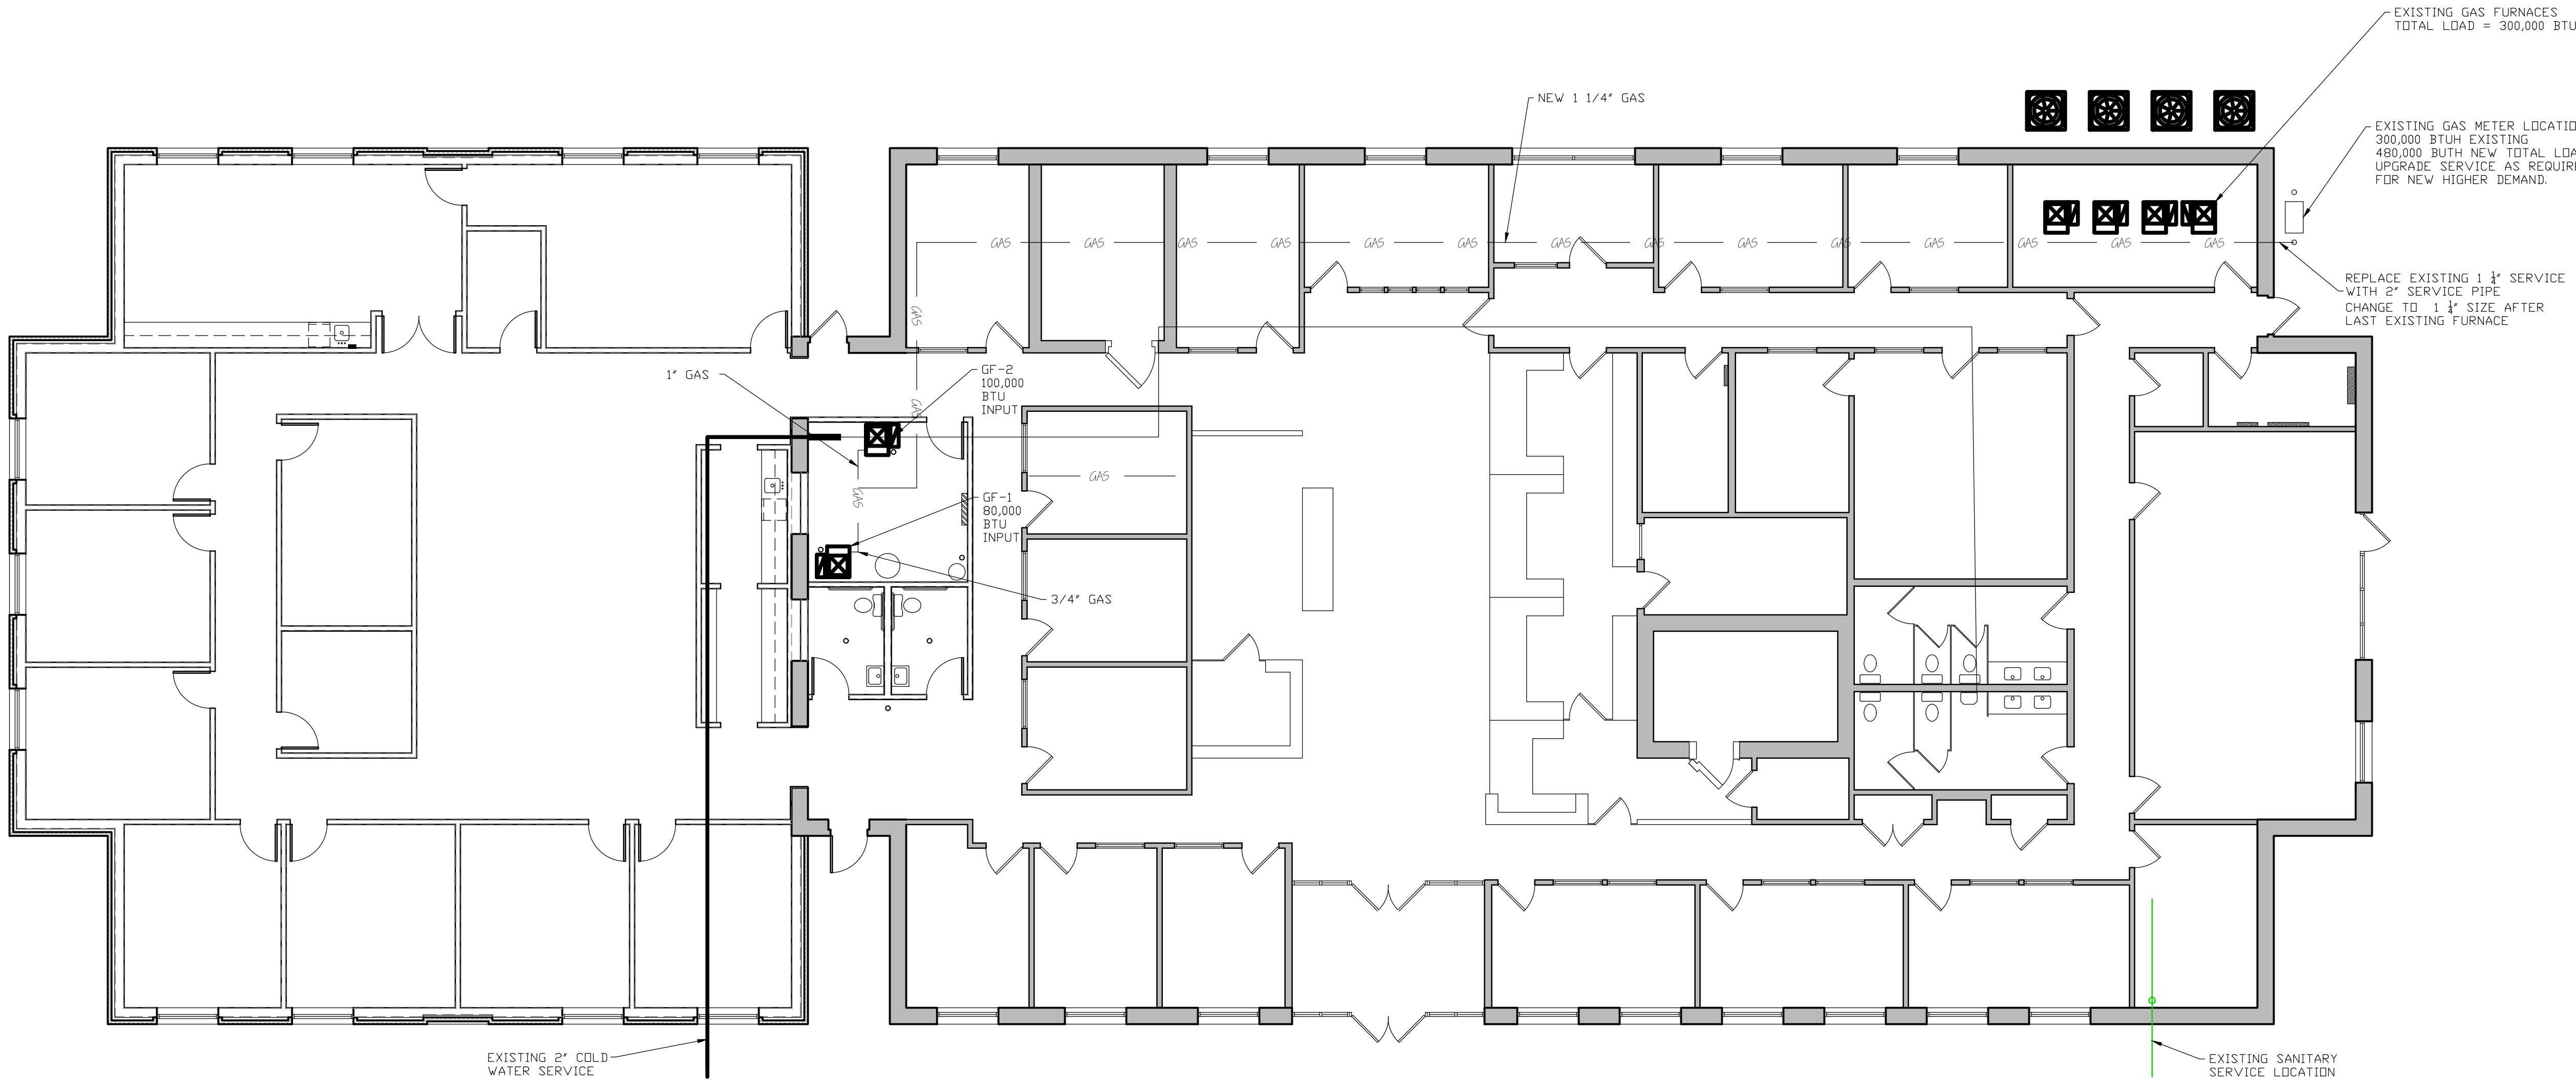 EXISTING GAS FURNACES
TOTAL LOAD = 300,000 BTU
NEW 1 1/4" GAS
EXISTING GAS METER
300,000 BTUH EXISTING
480,000 BUTH NEW TOTAL
UPGRADE SERVICE AS
FOR NEW HIGHER DEMAND.
GAS GAS GAS GAS GAS GAS GAS GAS GAS GAS GAS GAS GAS GAS
REPLACE EXISTING 1 1/4" SERVICE
WITH 2" SERVICE PIPE
CHANGE TO 1 1/4" SIZE AFTER
LAST EXISTING FURNACE
GAS
1" GAS
GF-2
100,000
BTU
INPUT
GAS
GAS
GAS
GF-1
80,000
BTU
INPUT
3/4" GAS
EXISTING 2" COLD
WATER SERVICE
EXISTING SANITARY
SERVICE LOCATION